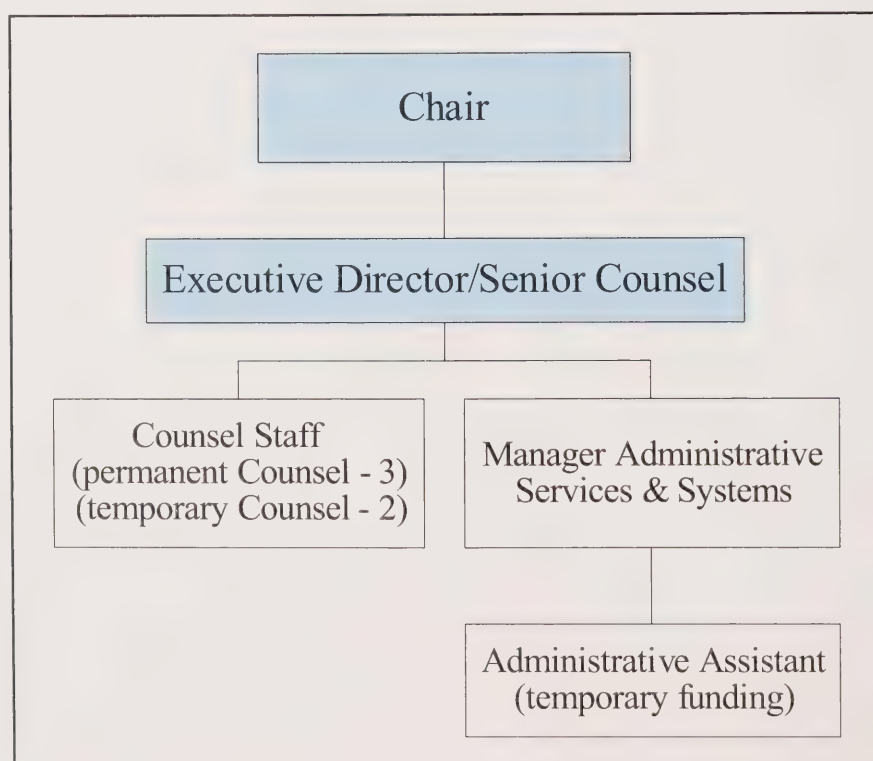 Chair
Executive Director/Senior Counsel
Counsel Staff
(permanent Counsel - 3)
(temporary Counsel - 2)
Manager Administrative
Services & Systems
Administrative Assistant
(temporary funding)